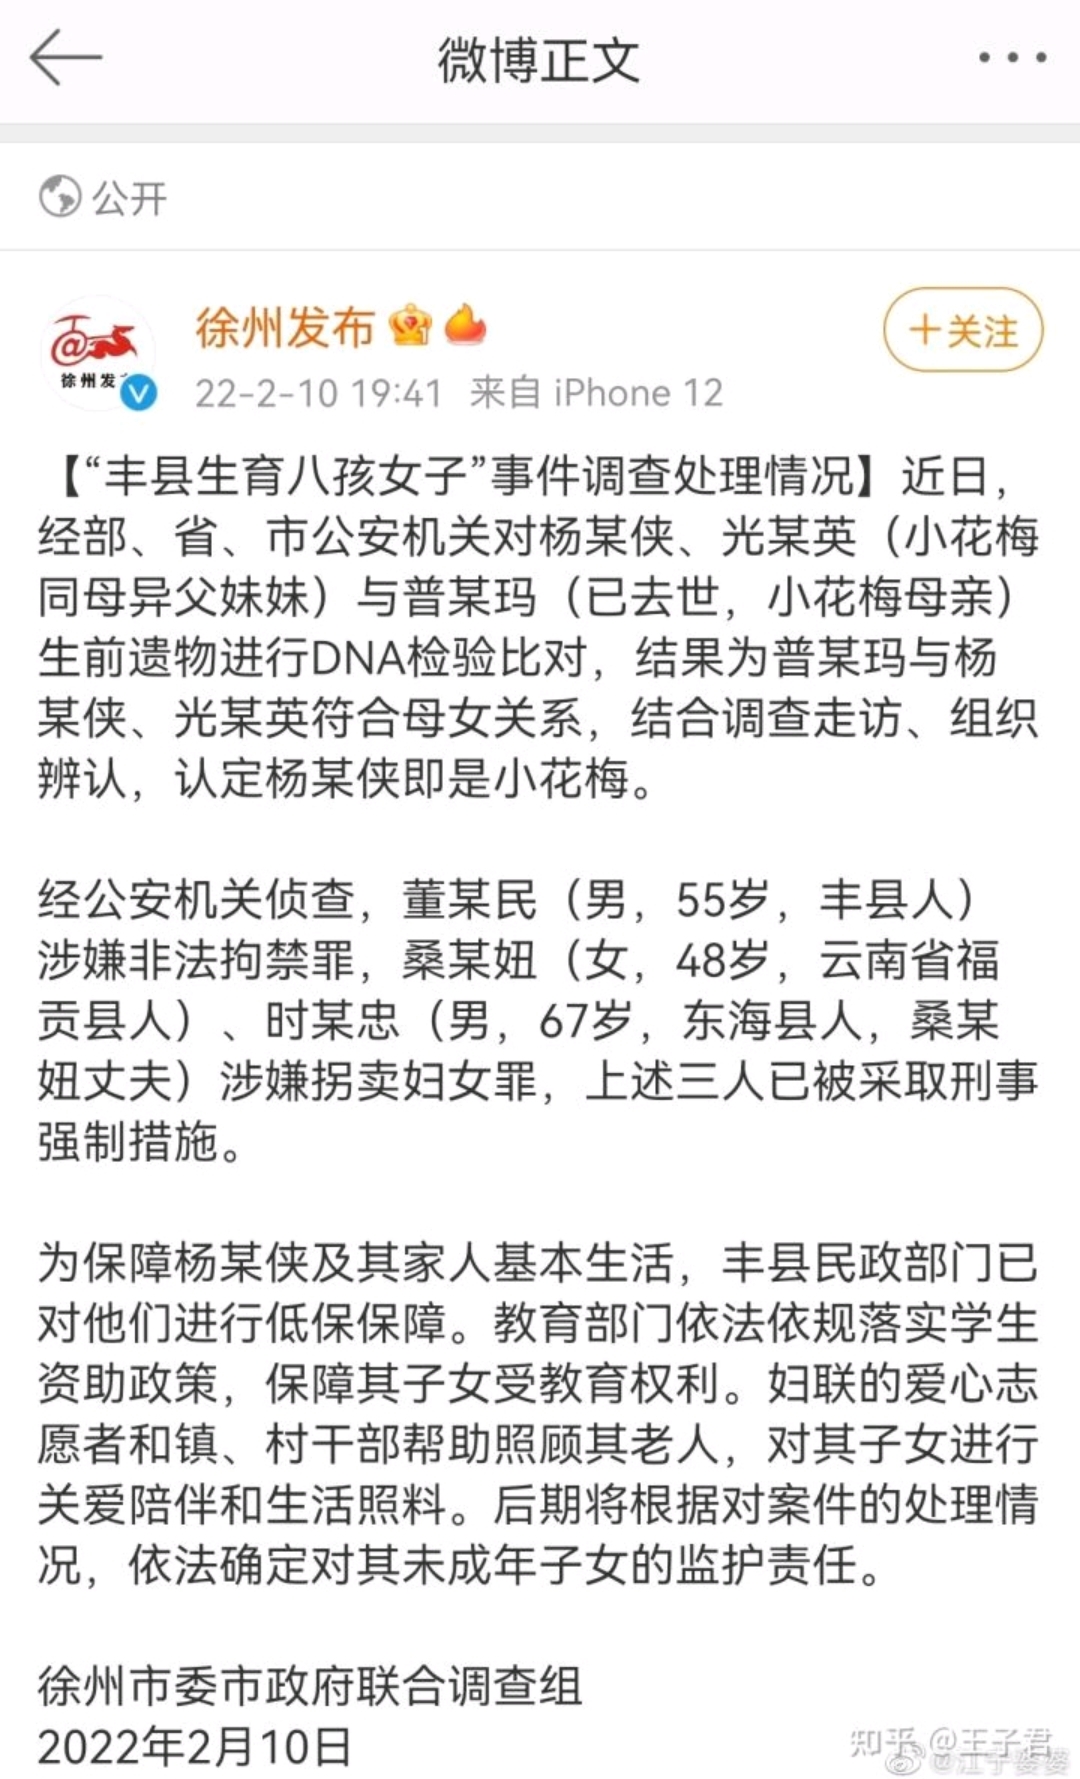 微博正文
公开
徐州发布
+关注
徐州发
22-2-10 19:41 来自 iPhone 12
【“丰县生育八孩女子”事件调查处理情况】近日，
经部、省、市公安机关对杨某侠、光某英（小花梅
同母异父妹妹）与普某玛（已去世，小花梅母亲）
生前遗物进行DNA检验比对，结果为普某玛与杨
某侠、光某英符合母女关系，结合调查走访、组织
辨认，认定杨某侠即是小花梅。
经公安机关侦查，董某民（男，55岁，丰县人）
涉嫌非法拘禁罪，桑某妞（女，48岁，云南省福
贡县人）、时某忠（男，67岁，东海县人，桑某
妞丈夫）涉嫌拐卖妇女罪，上述三人已被采取刑事
强制措施。
为保障杨某侠及其家人基本生活，丰县民政部门已
对他们进行低保保障。教育部门依法依规落实学生
资助政策，保障其子女受教育权利。妇联的爱心志
愿者和镇、村干部帮助照顾其老人，对其子女进行
关爱陪伴和生活照料。后期将根据对案件的处理情
况，依法确定对其未成年子女的监护责任。
徐州市委市政府联合调查组
2022年2月10日
知乎 @王子君
@江宁婆婆